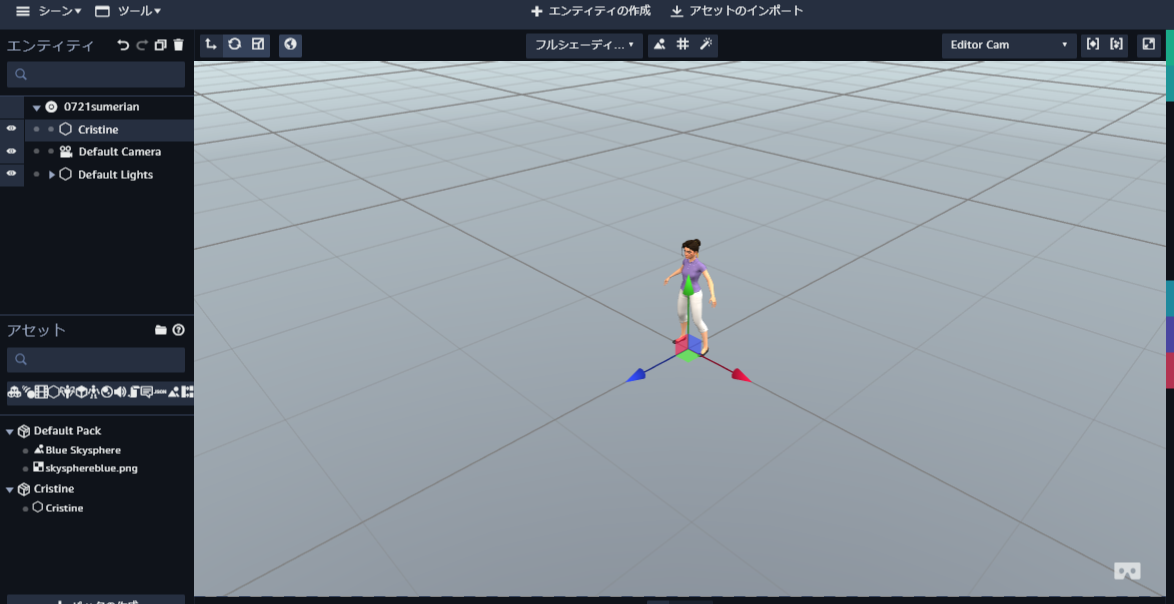 シーン▾ ツール▾ エンティティの作成 アセットのインポート
エンティティ フルシェーディ... Editor Cam
0721sumerian
Cristine
Default Camera
Default Lights
アセット
Default Pack
Blue Skysphere
skysphereblue.png
Cristine
Cristine